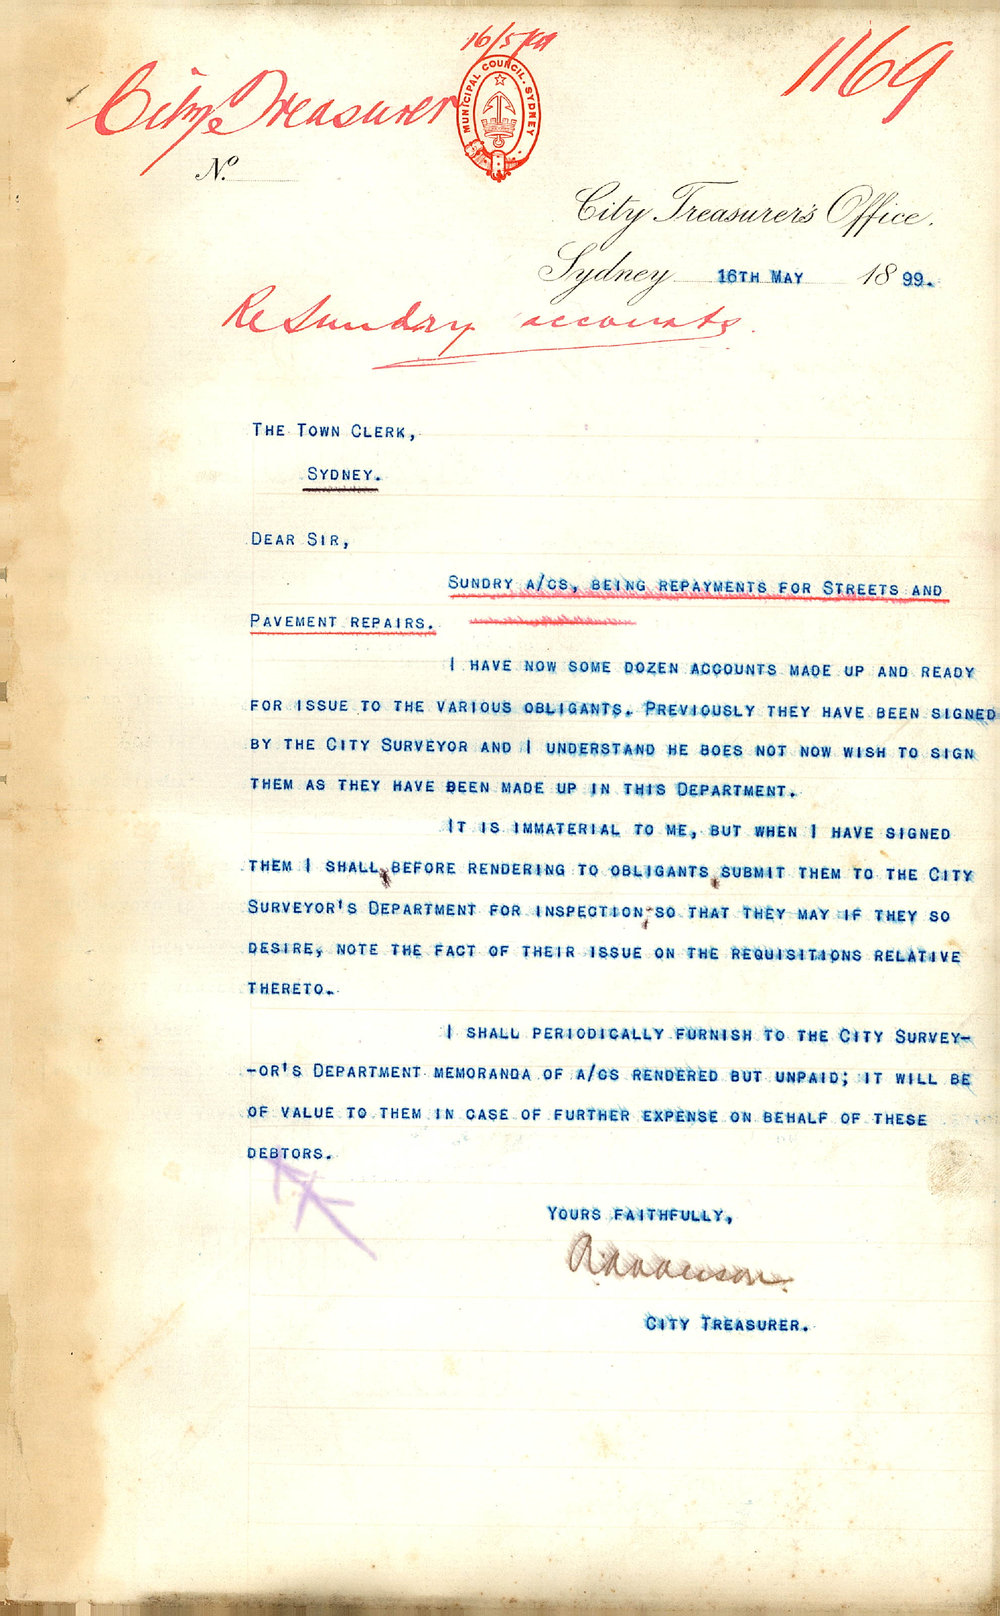 16/5/99
1169
City Treasurer
MUNICIPAL COUNCIL. SYDNEY
No.
City Treasurer's Office.
Sydney 16TH MAY 1899.
Re Sundry accounts.
THE TOWN CLERK,
SYDNEY.
DEAR SIR,
SUNDRY A/CS, BEING REPAYMENTS FOR STREETS AND
PAVEMENT REPAIRS.
I HAVE NOW SOME DOZEN ACCOUNTS MADE UP AND READY
FOR ISSUE TO THE VARIOUS OBLIGANTS. PREVIOUSLY THEY HAVE BEEN SIGNED
BY THE CITY SURVEYOR AND I UNDERSTAND HE DOES NOT NOW WISH TO SIGN
THEM AS THEY HAVE BEEN MADE UP IN THIS DEPARTMENT.
IT IS IMMATERIAL TO ME, BUT WHEN I HAVE SIGNED
THEM I SHALL, BEFORE RENDERING TO OBLIGANTS, SUBMIT THEM TO THE CITY
SURVEYOR'S DEPARTMENT FOR INSPECTION, SO THAT THEY MAY IF THEY SO
DESIRE, NOTE THE FACT OF THEIR ISSUE ON THE REQUISITIONS RELATIVE
THERETO.
I SHALL PERIODICALLY FURNISH TO THE CITY SURVEY-
-OR'S DEPARTMENT MEMORANDA OF A/CS RENDERED BUT UNPAID; IT WILL BE
OF VALUE TO THEM IN CASE OF FURTHER EXPENSE ON BEHALF OF THESE
DEBTORS.
YOURS FAITHFULLY,
CITY TREASURER.